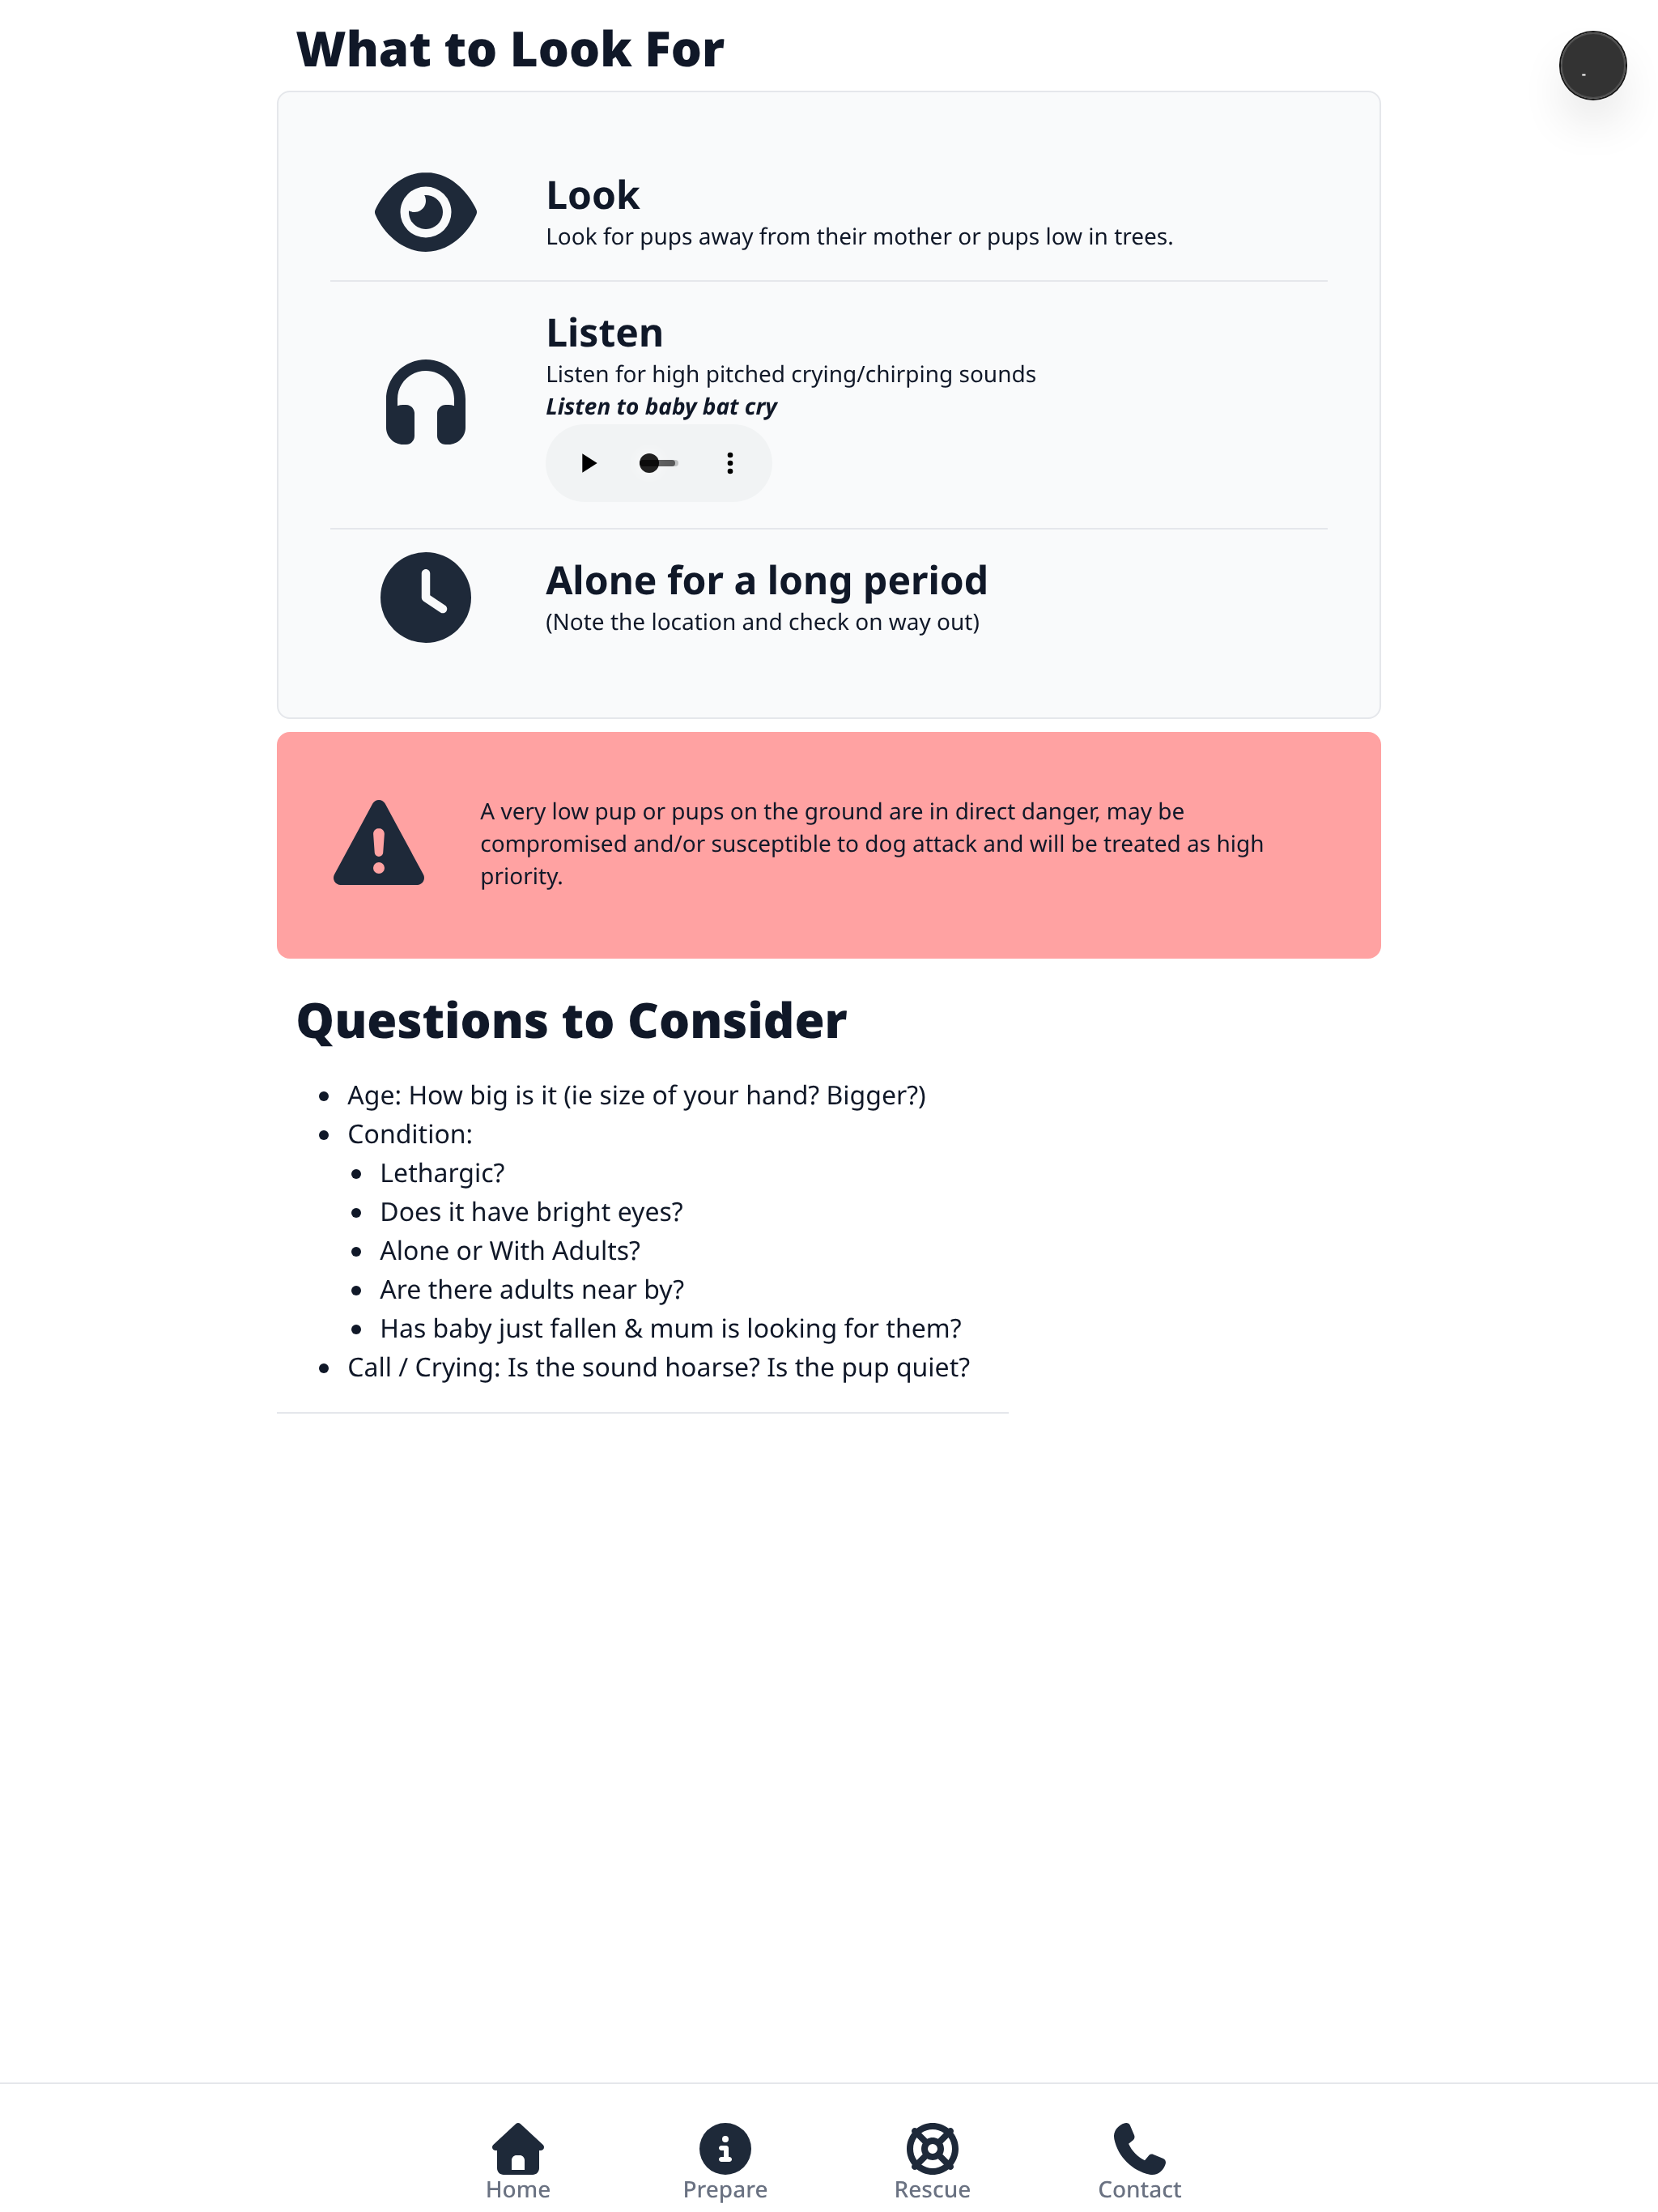 What to Look For
Look
Look for pups away from their mother or pups low in trees.
Listen
Listen for high pitched crying/chirping sounds
Listen to baby bat cry
Alone for a long period
(Note the location and check on way out)
A very low pup or pups on the ground are in direct danger, may be
compromised and/or susceptible to dog attack and will be treated as high
priority.
Questions to Consider
Age: How big is it (ie size of your hand? Bigger?)
Condition:
Lethargic?
Does it have bright eyes?
Alone or With Adults?
Are there adults near by?
Has baby just fallen & mum is looking for them?
Call / Crying: Is the sound hoarse? Is the pup quiet?
Home Prepare Rescue Contact